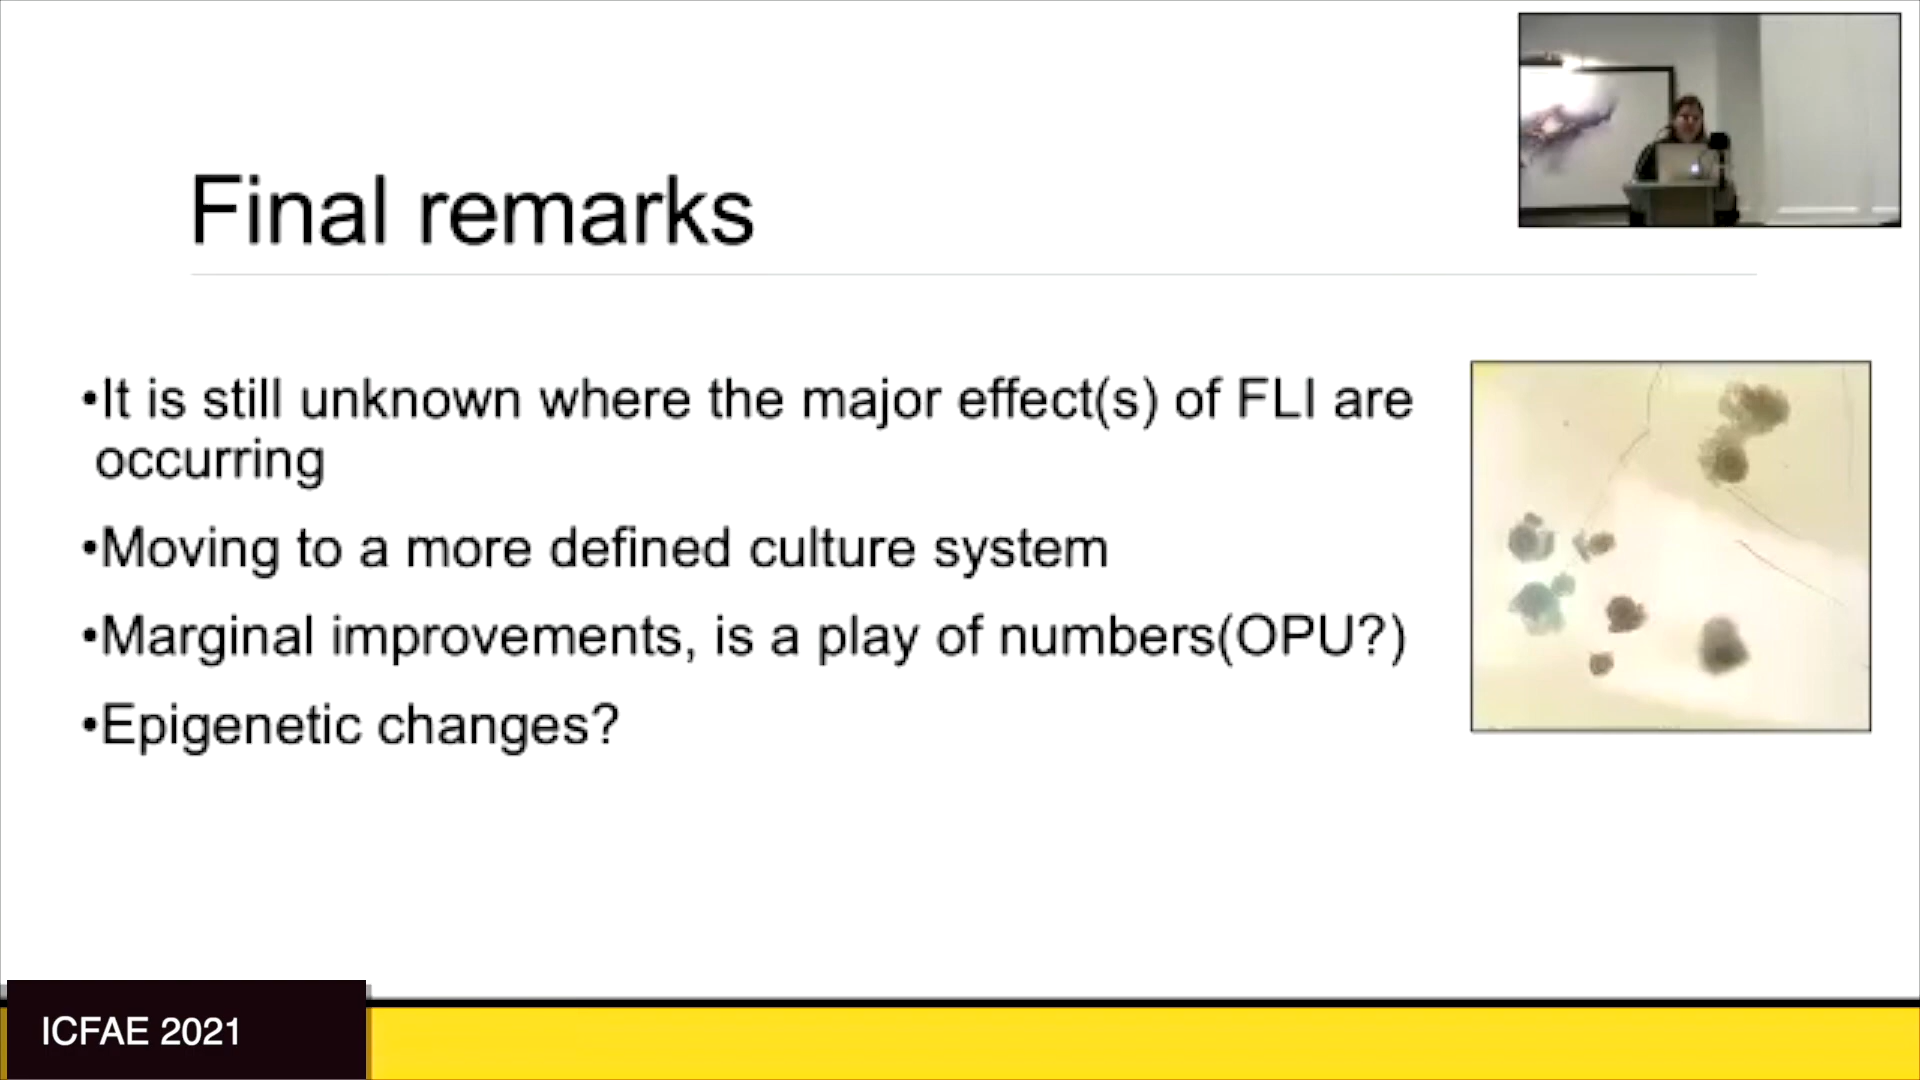 Final remarks
•It is still unknown where the major effect(s) of FLI are
occurring
•Moving to a more defined culture system
•Marginal improvements, is a play of numbers(OPU?)
•Epigenetic changes?
ICFAE 2021